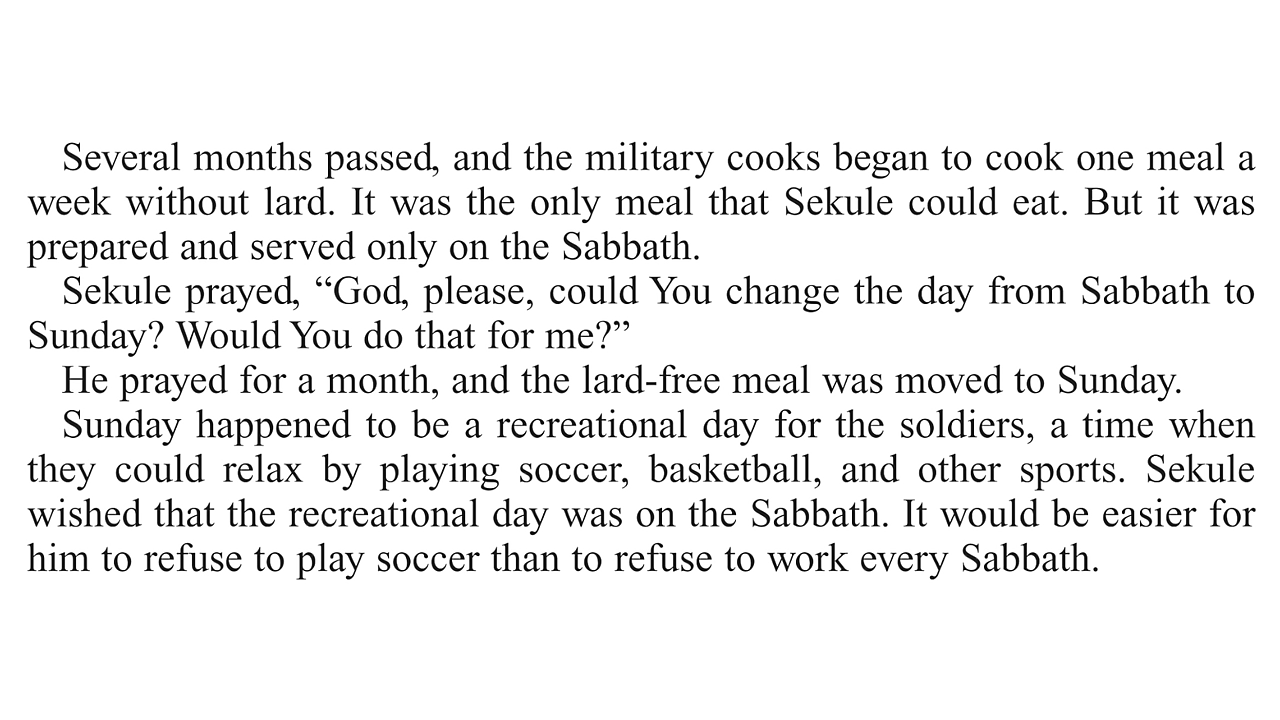 Several months passed, and the military cooks began to cook one meal a
week without lard. It was the only meal that Sekule could eat. But it was
prepared and served only on the Sabbath.
Sekule prayed, “God, please, could You change the day from Sabbath to
Sunday? Would You do that for me?”
He prayed for a month, and the lard-free meal was moved to Sunday.
Sunday happened to be a recreational day for the soldiers, a time when
they could relax by playing soccer, basketball, and other sports. Sekule
wished that the recreational day was on the Sabbath. It would be easier for
him to refuse to play soccer than to refuse to work every Sabbath.